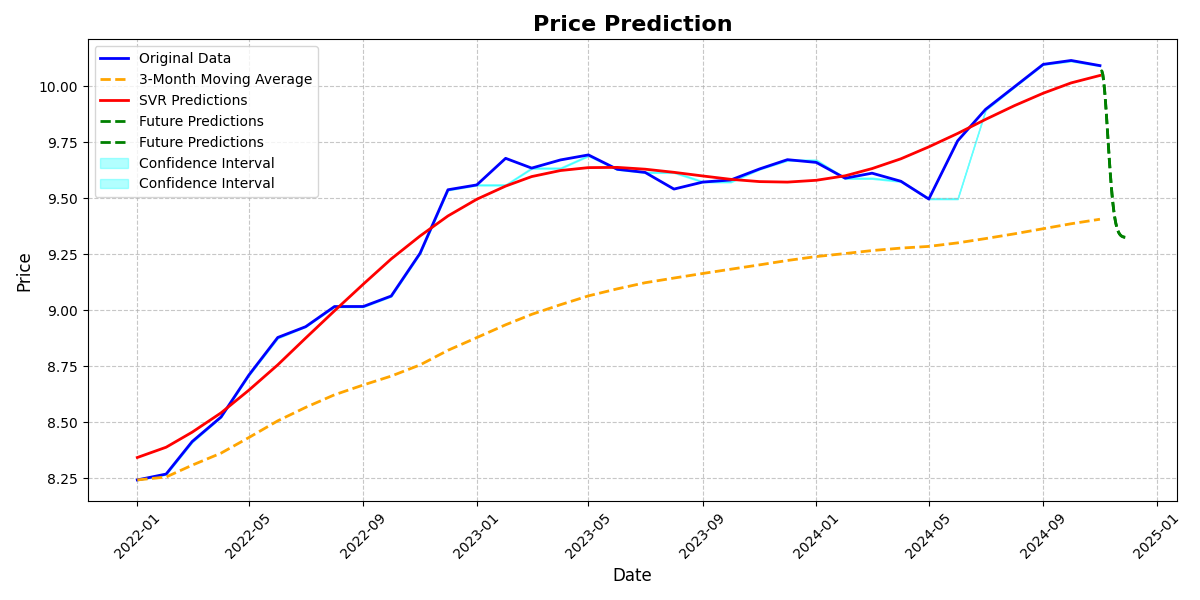 Price Prediction
Original Data
3-Month Moving Average
SVR Predictions
Future Predictions
Future Predictions
Confidence Interval
Confidence Interval
Price
10.00
9.75
9.50
9.25
9.00
8.75
8.50
8.25
2022-01
2022-05
2022-09
2023-01
2023-05
2023-09
2024-01
2024-05
2024-09
2025-01
Date